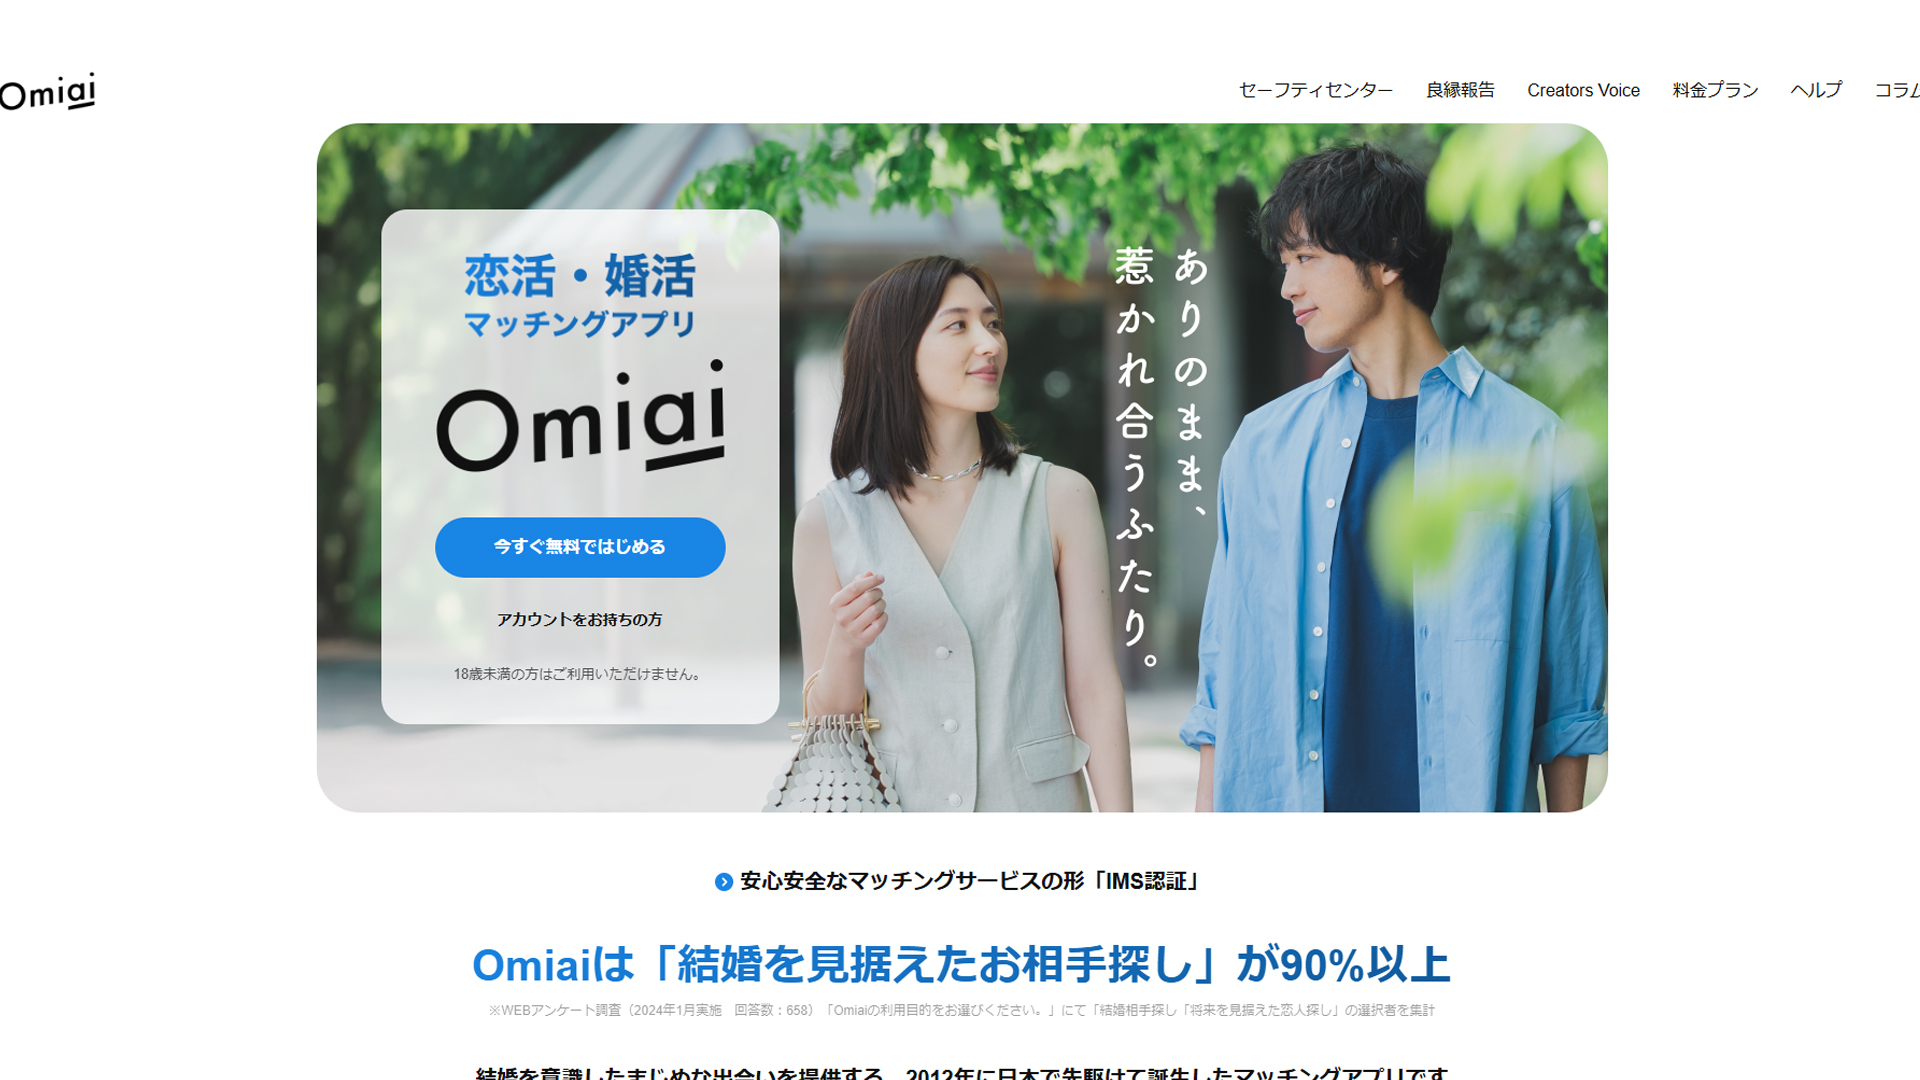 Omiai
セーフティセンター 良縁報告 Creators Voice 料金プラン ヘルプ コラム
恋活・婚活
マッチングアプリ
Omiai
今すぐ無料ではじめる
アカウントをお持ちの方
18歳未満の方はご利用いただけません。
ありのまま、
惹かれ合うふたり。
安心安全なマッチングサービスの形「IMS認証」
Omiaiは「結婚を見据えたお相手探し」が90%以上
※WEBアンケート調査（2024年1月実施 回答数：658）「Omiaiの利用目的をお選びください。」にて「結婚相手探し「将来を見据えた恋人探し」の選択者を集計
結婚を意識したまじめな出会いを提供する、2012年に日本で先駆けて誕生したマッチングアプリです